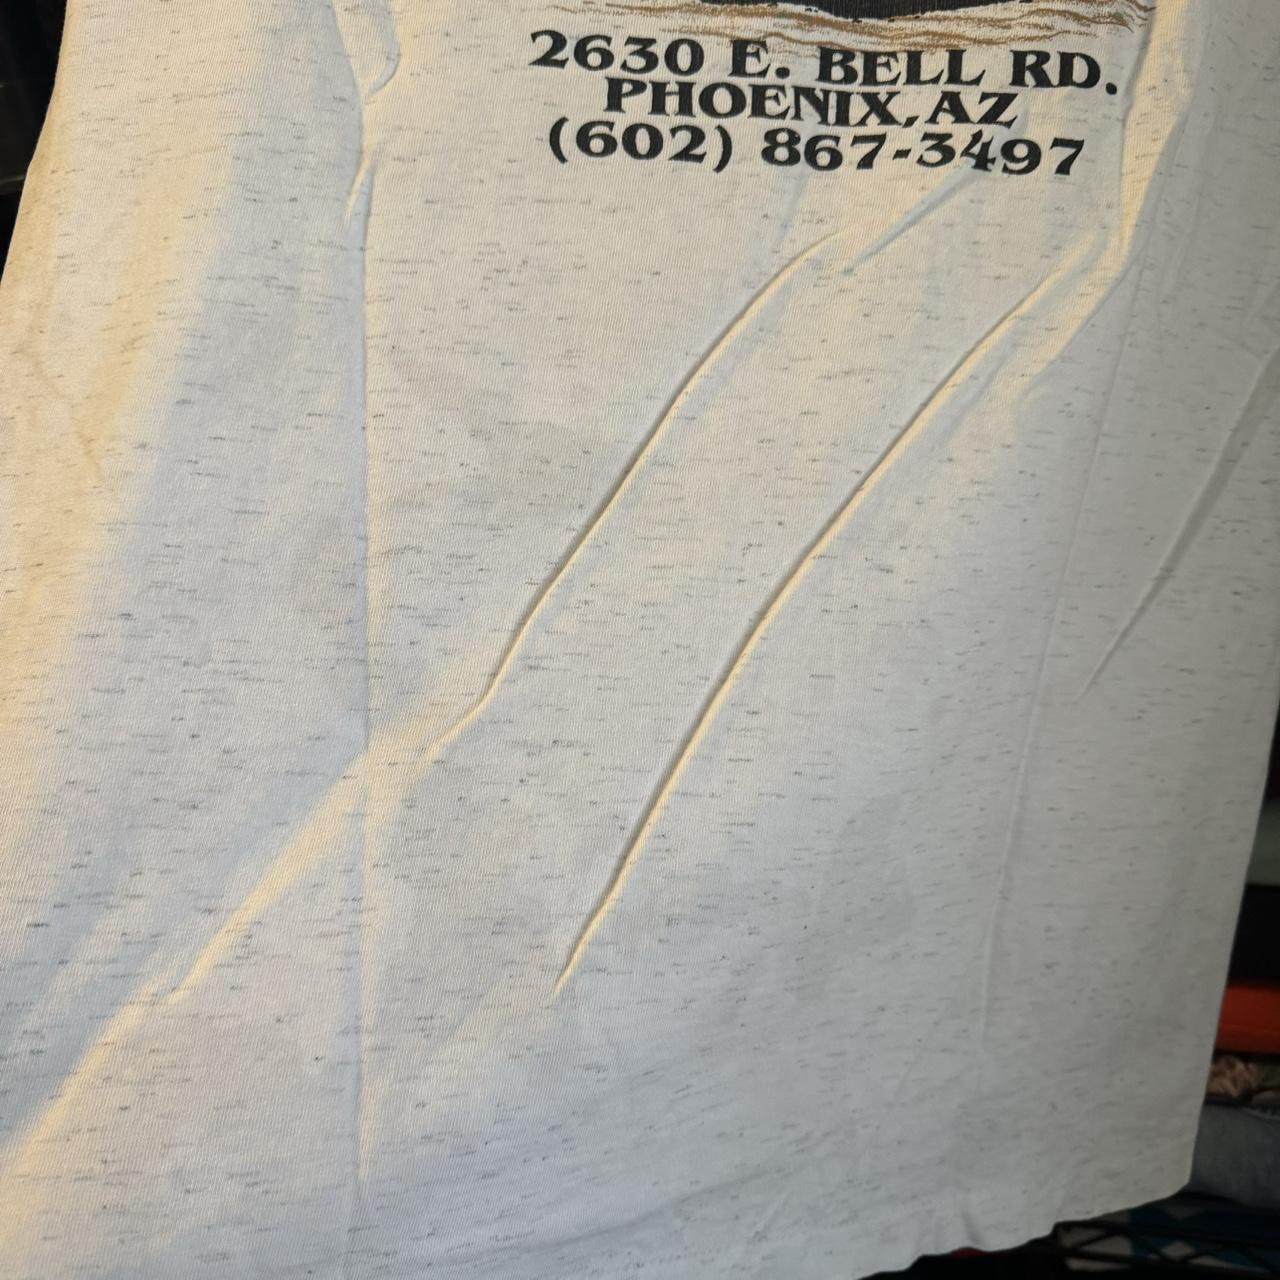 2630 E. BELL RD.
PHOENIX, AZ
(602) 867-3497